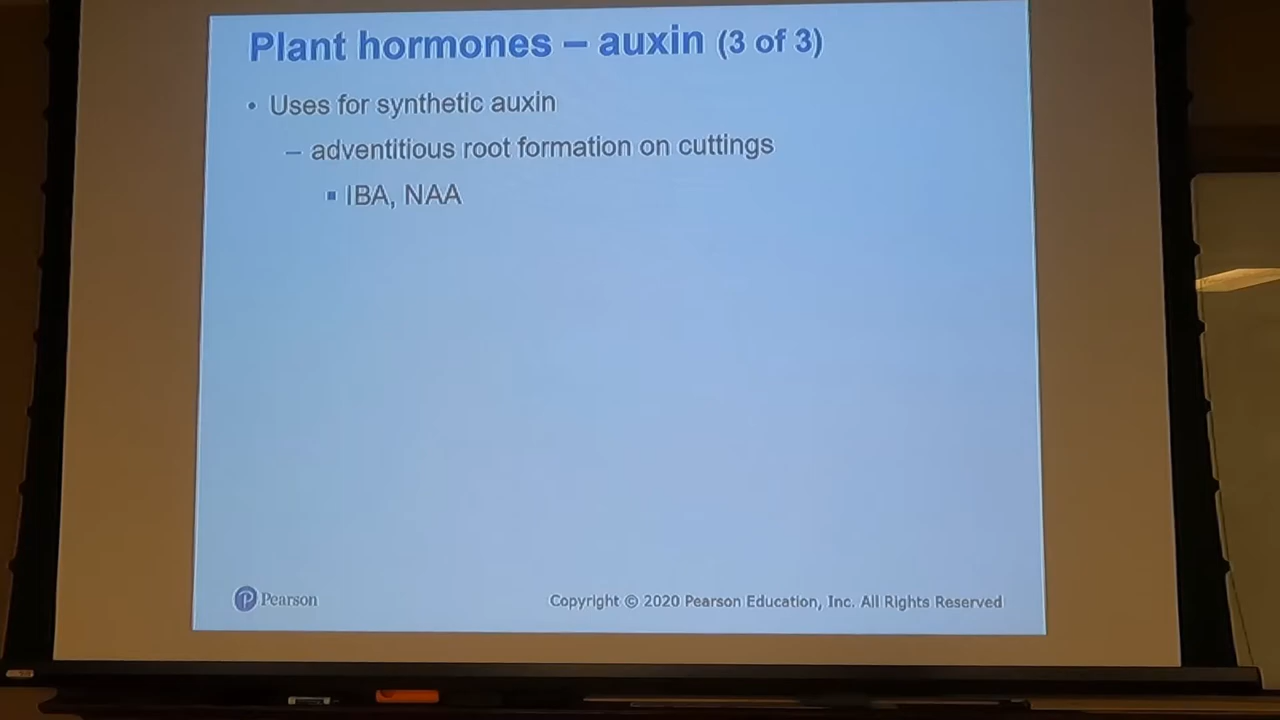 Plant hormones – auxin (3 of 3)
• Uses for synthetic auxin
– adventitious root formation on cuttings
▪ IBA, NAA
Pearson
Copyright © 2020 Pearson Education, Inc. All Rights Reserved